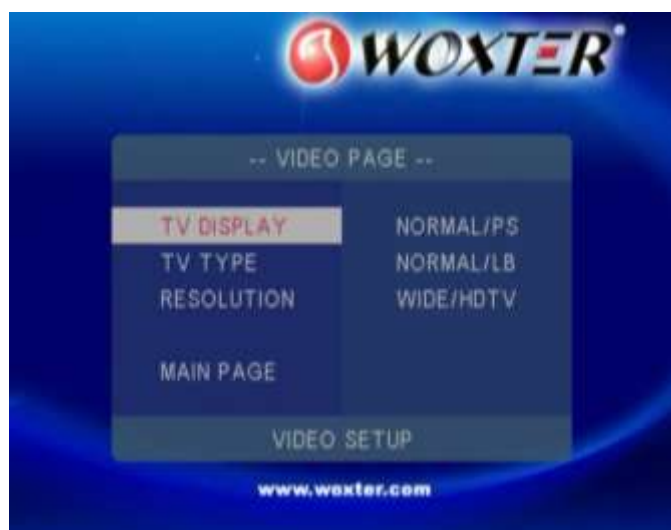 WOXTER
-- VIDEO PAGE --
TV DISPLAY NORMAL/PS
TV TYPE NORMAL/LB
RESOLUTION WIDE/HDTV
MAIN PAGE
VIDEO SETUP
www.woxter.com